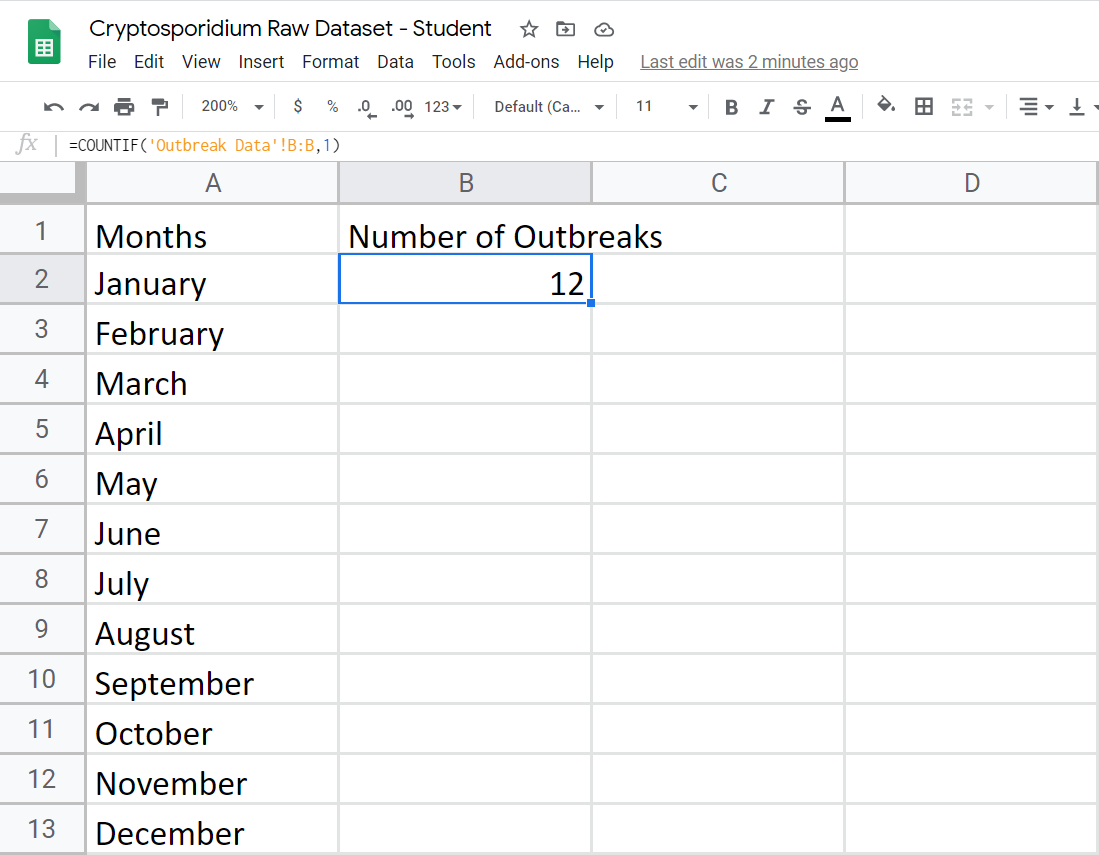 Cryptosporidium Raw Dataset - Student
File Edit View Insert Format Data Tools Add-ons Help Last edit was 2 minutes ago
200% $ % .0 .00 123 Default (Ca... 11 B I S A
fx =COUNTIF('Outbreak Data'!B:B,1)
A B C D
1 Months Number of Outbreaks
2 January 12
3 February
4 March
5 April
6 May
7 June
8 July
9 August
10 September
11 October
12 November
13 December